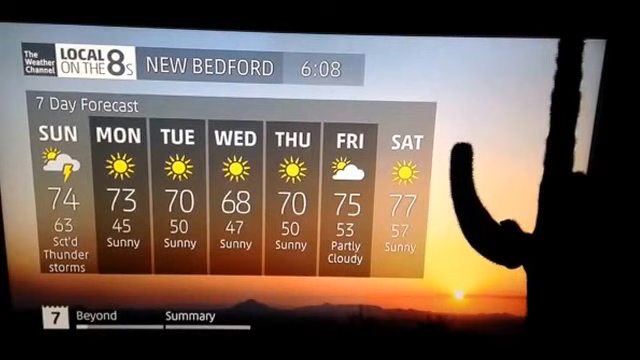 The Weather Channel
LOCAL ON THE 8s
NEW BEDFORD 6:08
7 Day Forecast
SUN MON TUE WED THU FRI SAT
74 73 70 68 70 75 77
63 45 50 47 50 53 57
Sct'd Thunder storms Sunny Sunny Sunny Sunny Partly Cloudy Sunny
7 Beyond Summary